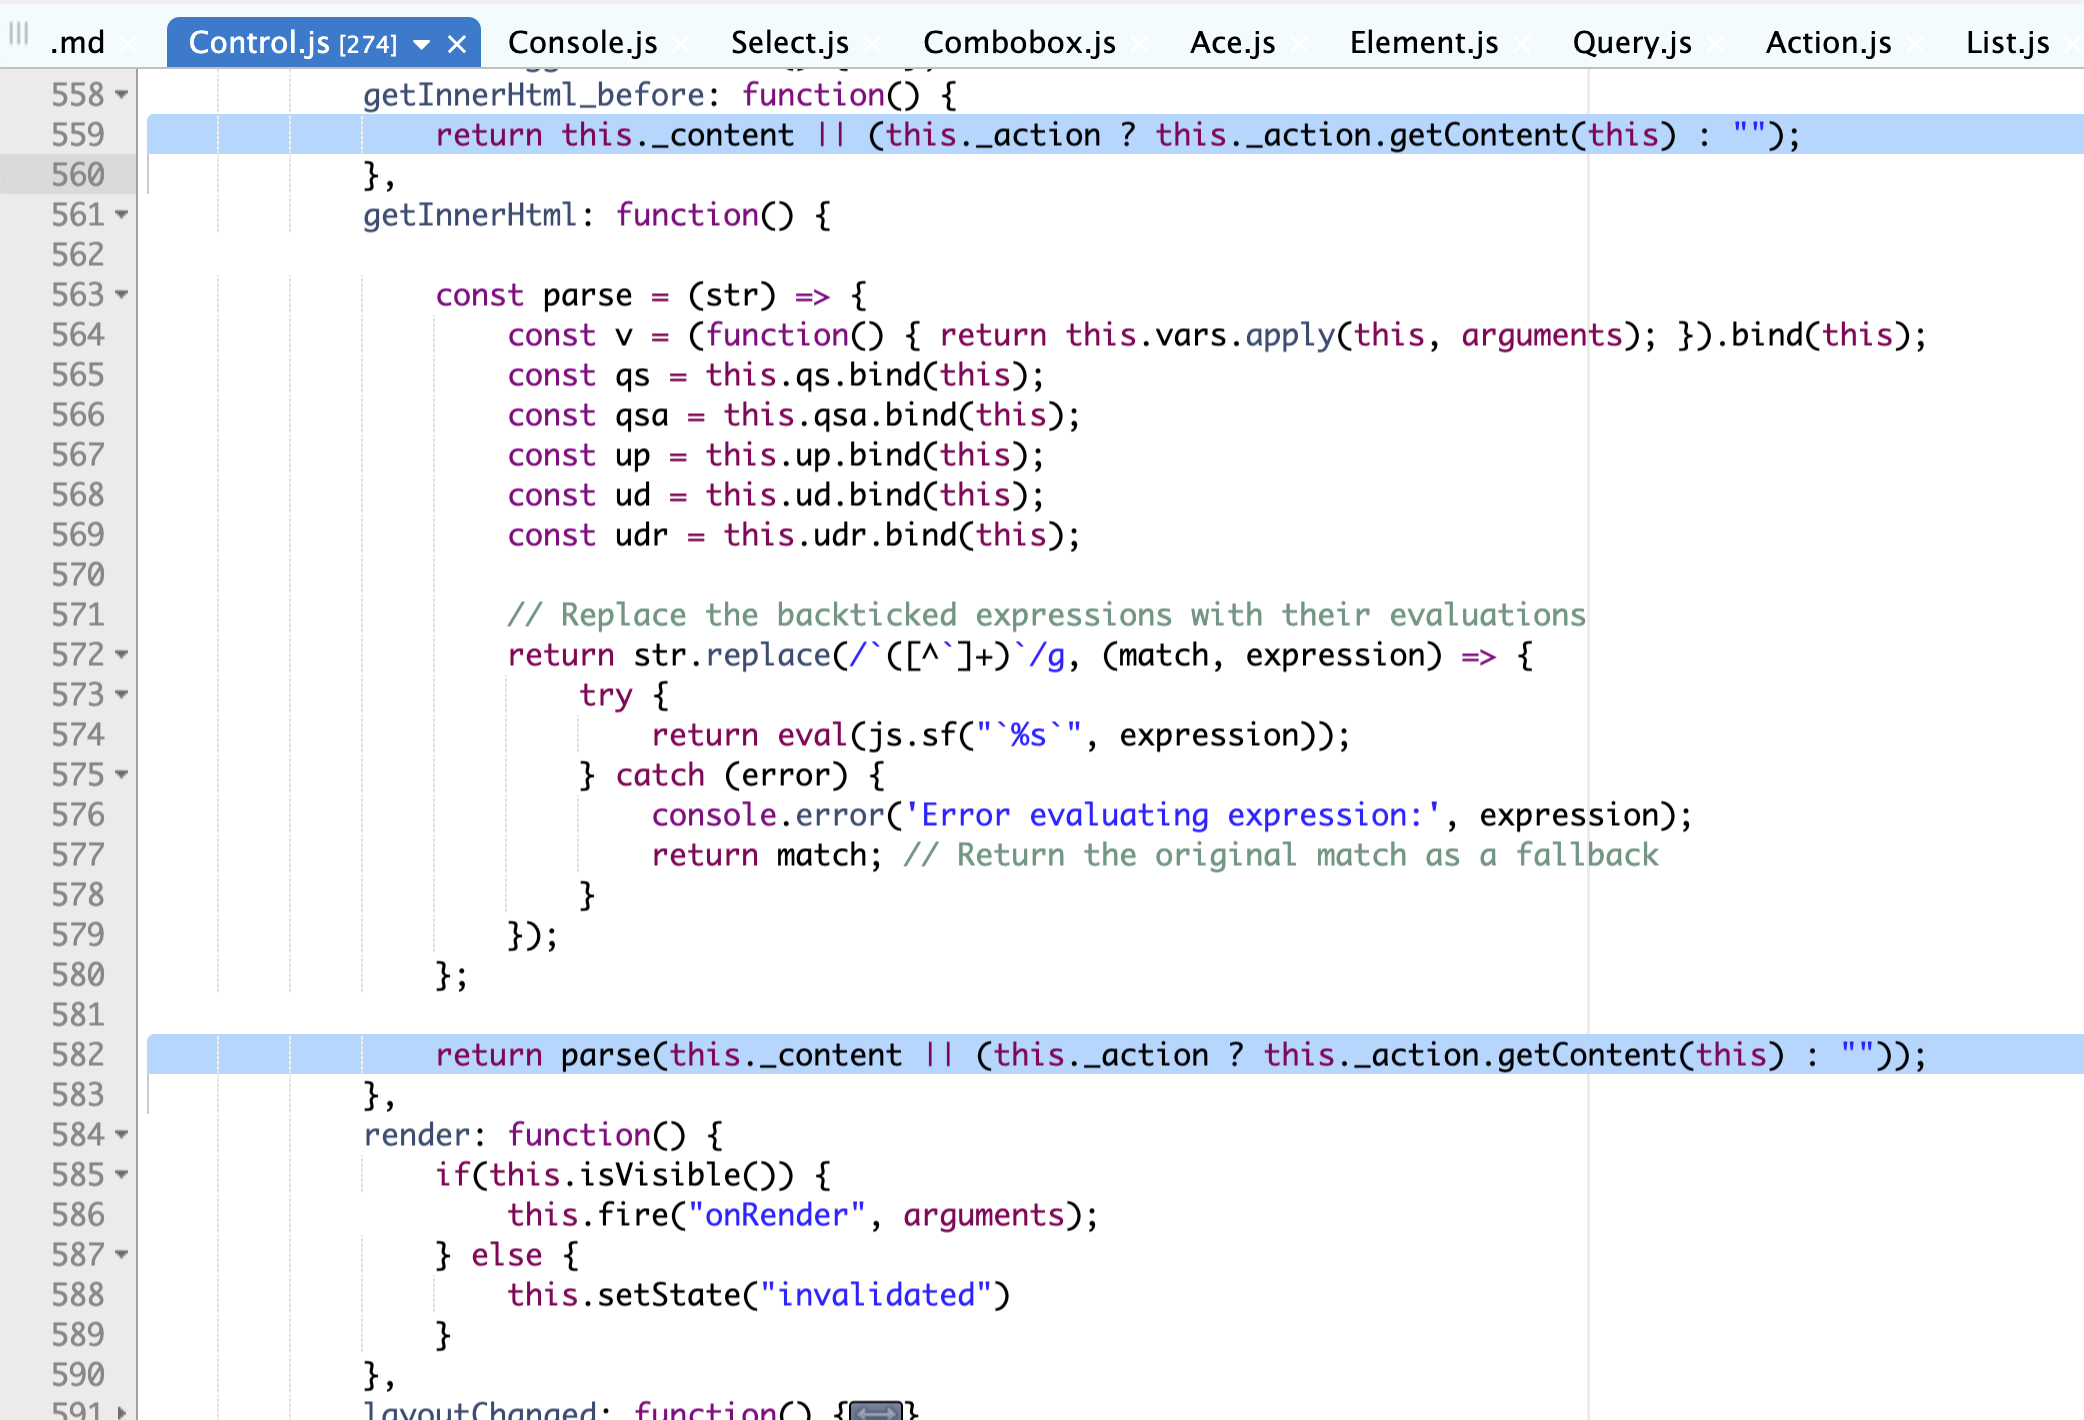 .md Control.js [274] Console.js Select.js Combobox.js Ace.js Element.js Query.js Action.js List.js
558 getInnerHtml_before: function() {
559 return this._content || (this._action ? this._action.getContent(this) : "");
560 },
561 getInnerHtml: function() {
562
563 const parse = (str) => {
564 const v = (function() { return this.vars.apply(this, arguments); }).bind(this);
565 const qs = this.qs.bind(this);
566 const qsa = this.qsa.bind(this);
567 const up = this.up.bind(this);
568 const ud = this.ud.bind(this);
569 const udr = this.udr.bind(this);
570
571 // Replace the backticked expressions with their evaluations
572 return str.replace(/`([^`]+)`/g, (match, expression) => {
573 try {
574 return eval(js.sf("`%s`", expression));
575 } catch (error) {
576 console.error('Error evaluating expression:', expression);
577 return match; // Return the original match as a fallback
578 }
579 });
580 };
581
582 return parse(this._content || (this._action ? this._action.getContent(this) : ""));
583 },
584 render: function() {
585 if(this.isVisible()) {
586 this.fire("onRender", arguments);
587 } else {
588 this.setState("invalidated")
589 }
590 },
591 layoutChanged: function() {}